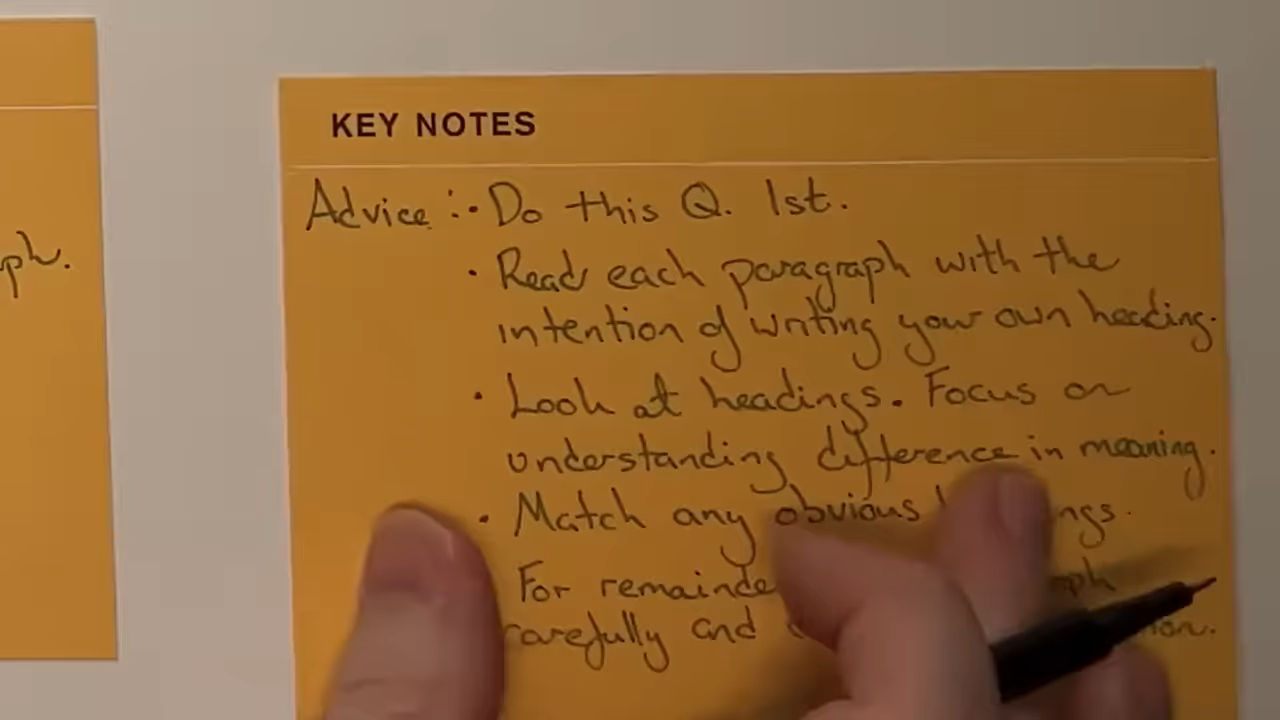 KEY NOTES
ph.
Advice :· Do this Q. 1st.
· Read each paragraph with the
intention of writing your own heading.
· Look at headings. Focus on
understanding difference in meaning.
· Match any obvious
For
carefully and